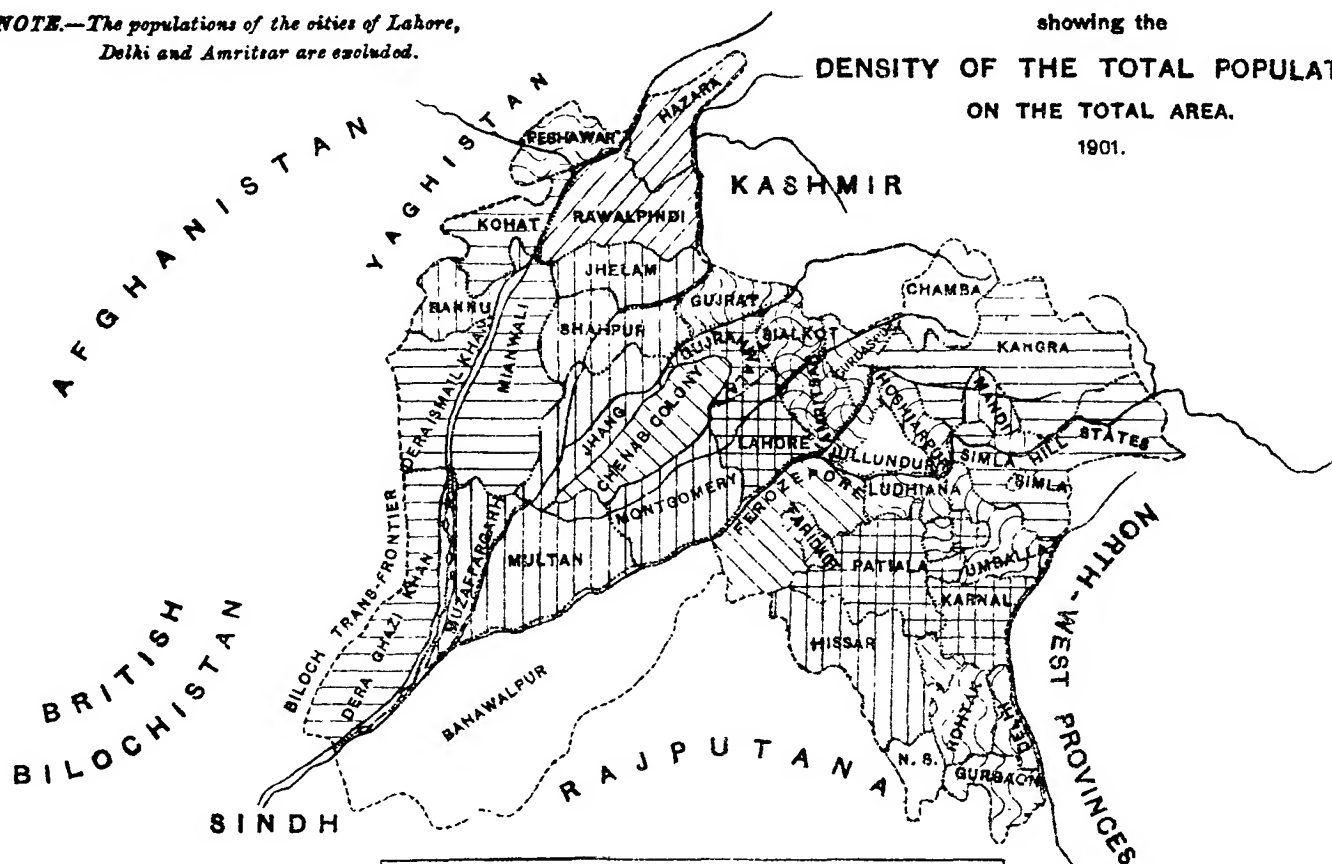 NOTE.—The populations of the cities of Lahore,
Delhi and Amritsar are excluded.
showing the
DENSITY OF THE TOTAL POPULAT
ON THE TOTAL AREA.
1901.
AFGHANISTAN
YAGHISTAN
HAZARA
PESHAWAR
KASHMIR
KOHAT
RAWALPINDI
JHELAM
BANNU
GUJRAT
CHAMBA
SHAHPUR
MIANWALI
SIALKOT
GUJRANWALA
GURDASPUR
KANGRA
DERAISMAIL KHAN
AMRITSAR
HOSHIARPUR
MANDI
JHANG
CHENAB COLONY
LAHORE
JULLUNDUR
SIMLA HILL STATES
SIMLA
LUDHIANA
MONTGOMERY
FEROZEPORE
FARIDKOT
MUZAFFARGARH
MULTAN
PATIALA
UMBALLA
KARNAL
NORTH-WEST PROVINCES
BILOCH TRANS-FRONTIER
DERA GHAZI KHAN
HISSAR
BRITISH
BILOCHISTAN
BAHAWALPUR
ROHTAK
DELHI
N. S.
GURGAON
RAJPUTANA
SINDH